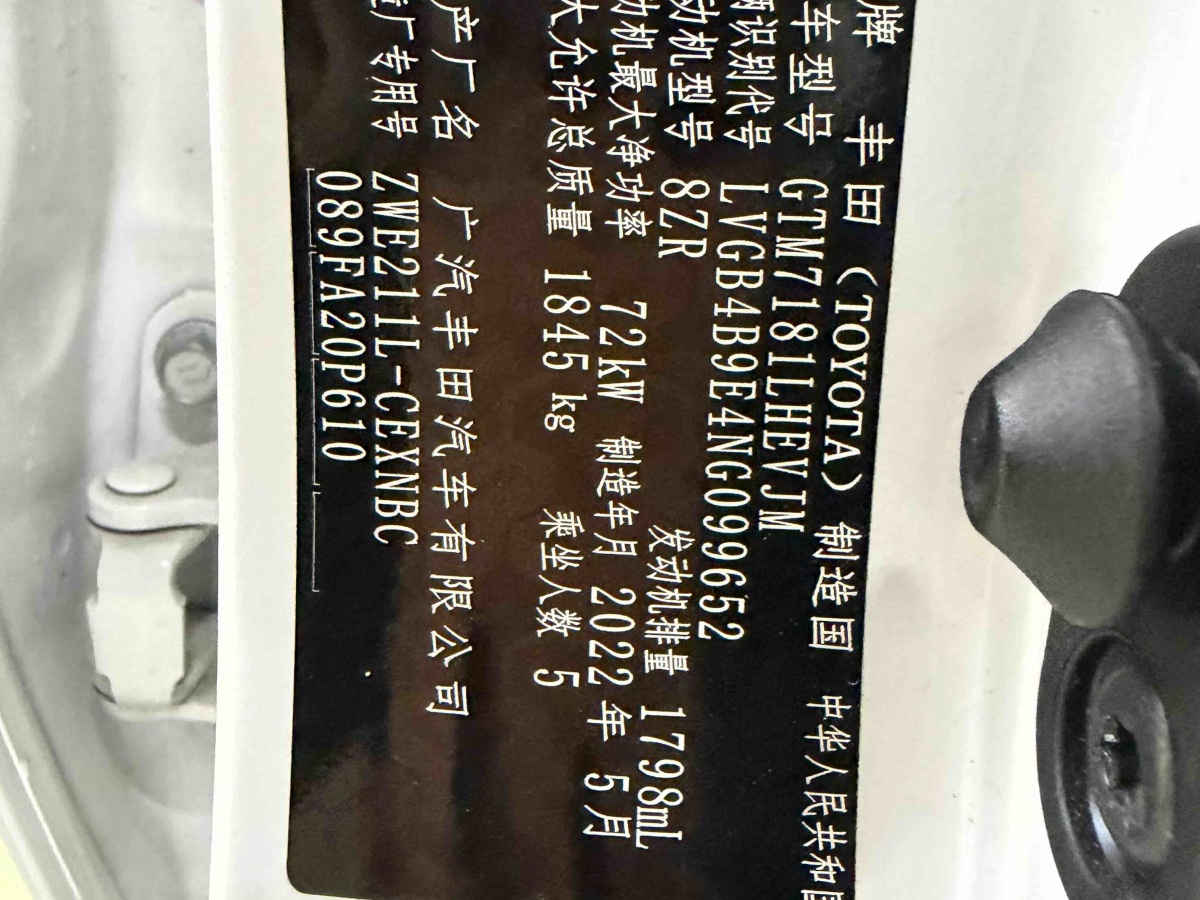 牌 丰田（TOYOTA）制造国 中华人民共和国
车型号 GTM7181LHEVJM
辆识别代号 LVGB4B9E4NG099652
动机型号 8ZR 发动机排量 1798mL
动机最大净功率 72kW 制造年月 2022年 5月
大允许总质量 1845 kg 乘坐人数 5
产厂名 广汽丰田汽车有限公司
厂专用号 ZWE211L-CEXNBC
089FA20P610